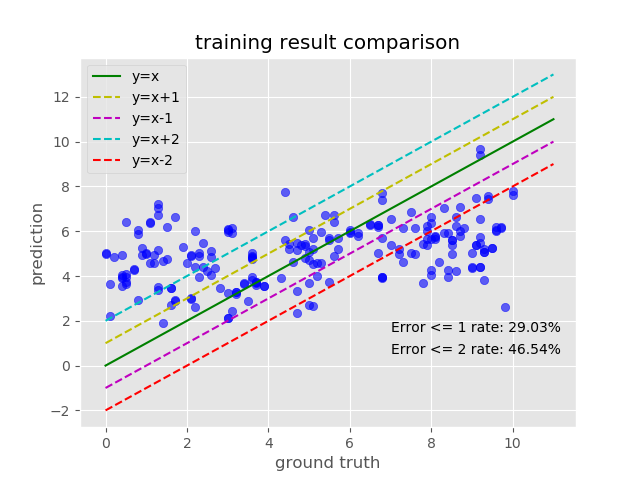 training result comparison
y=x
y=x+1
y=x-1
y=x+2
y=x-2
12
10
8
6
4
2
0
−2
prediction
Error <= 1 rate: 29.03%
Error <= 2 rate: 46.54%
0 2 4 6 8 10
ground truth